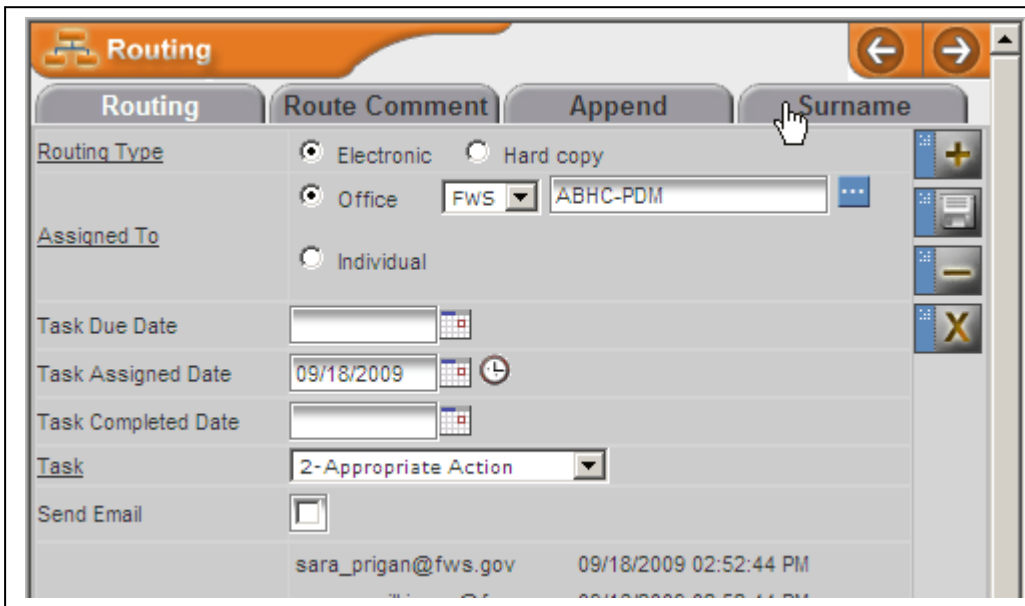 Routing
Routing Route Comment Append Surname
Routing Type Electronic Hard copy
Office FWS ABHC-PDM
Assigned To
Individual
Task Due Date
Task Assigned Date 09/18/2009
Task Completed Date
Task 2-Appropriate Action
Send Email
sara_prigan@fws.gov 09/18/2009 02:52:44 PM